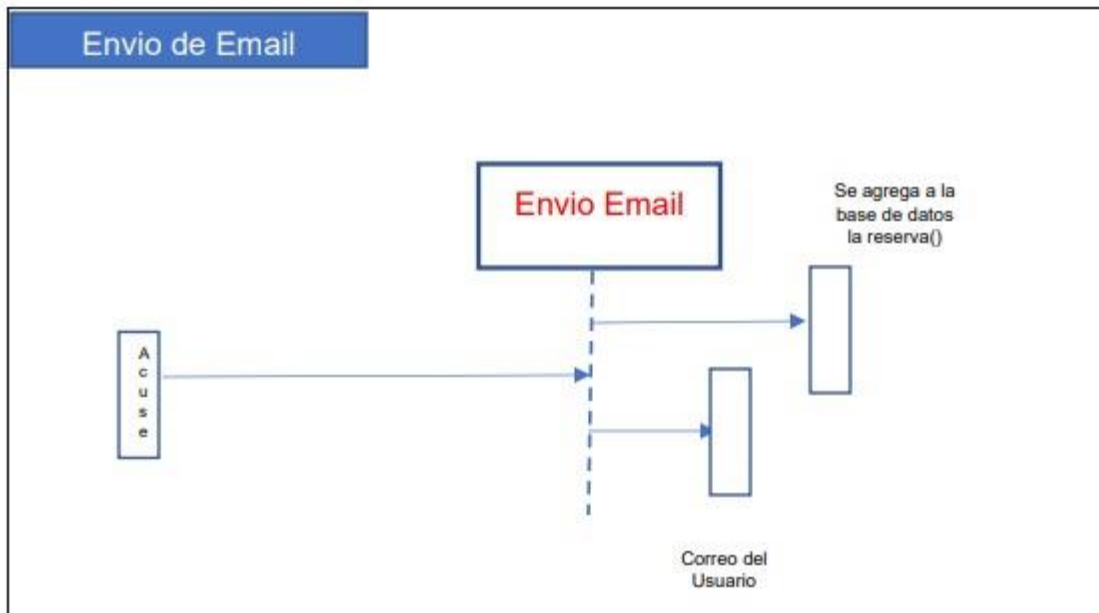 Envio de Email
Envio Email
Se agrega a la
base de datos
la reserva()
A
c
u
s
e
Correo del
Usuario